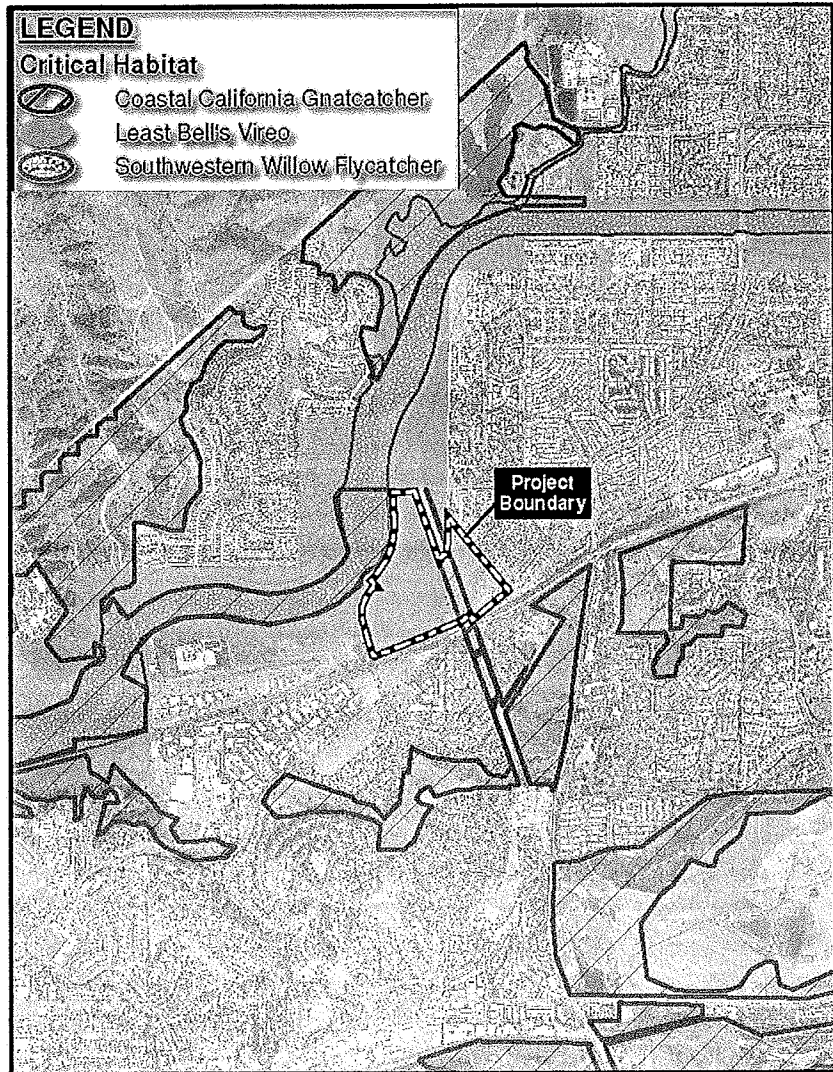 LEGEND
Critical Habitat
Coastal California Gnatcatcher
Least Bell's Vireo
Southwestern Willow Flycatcher
Project
Boundary